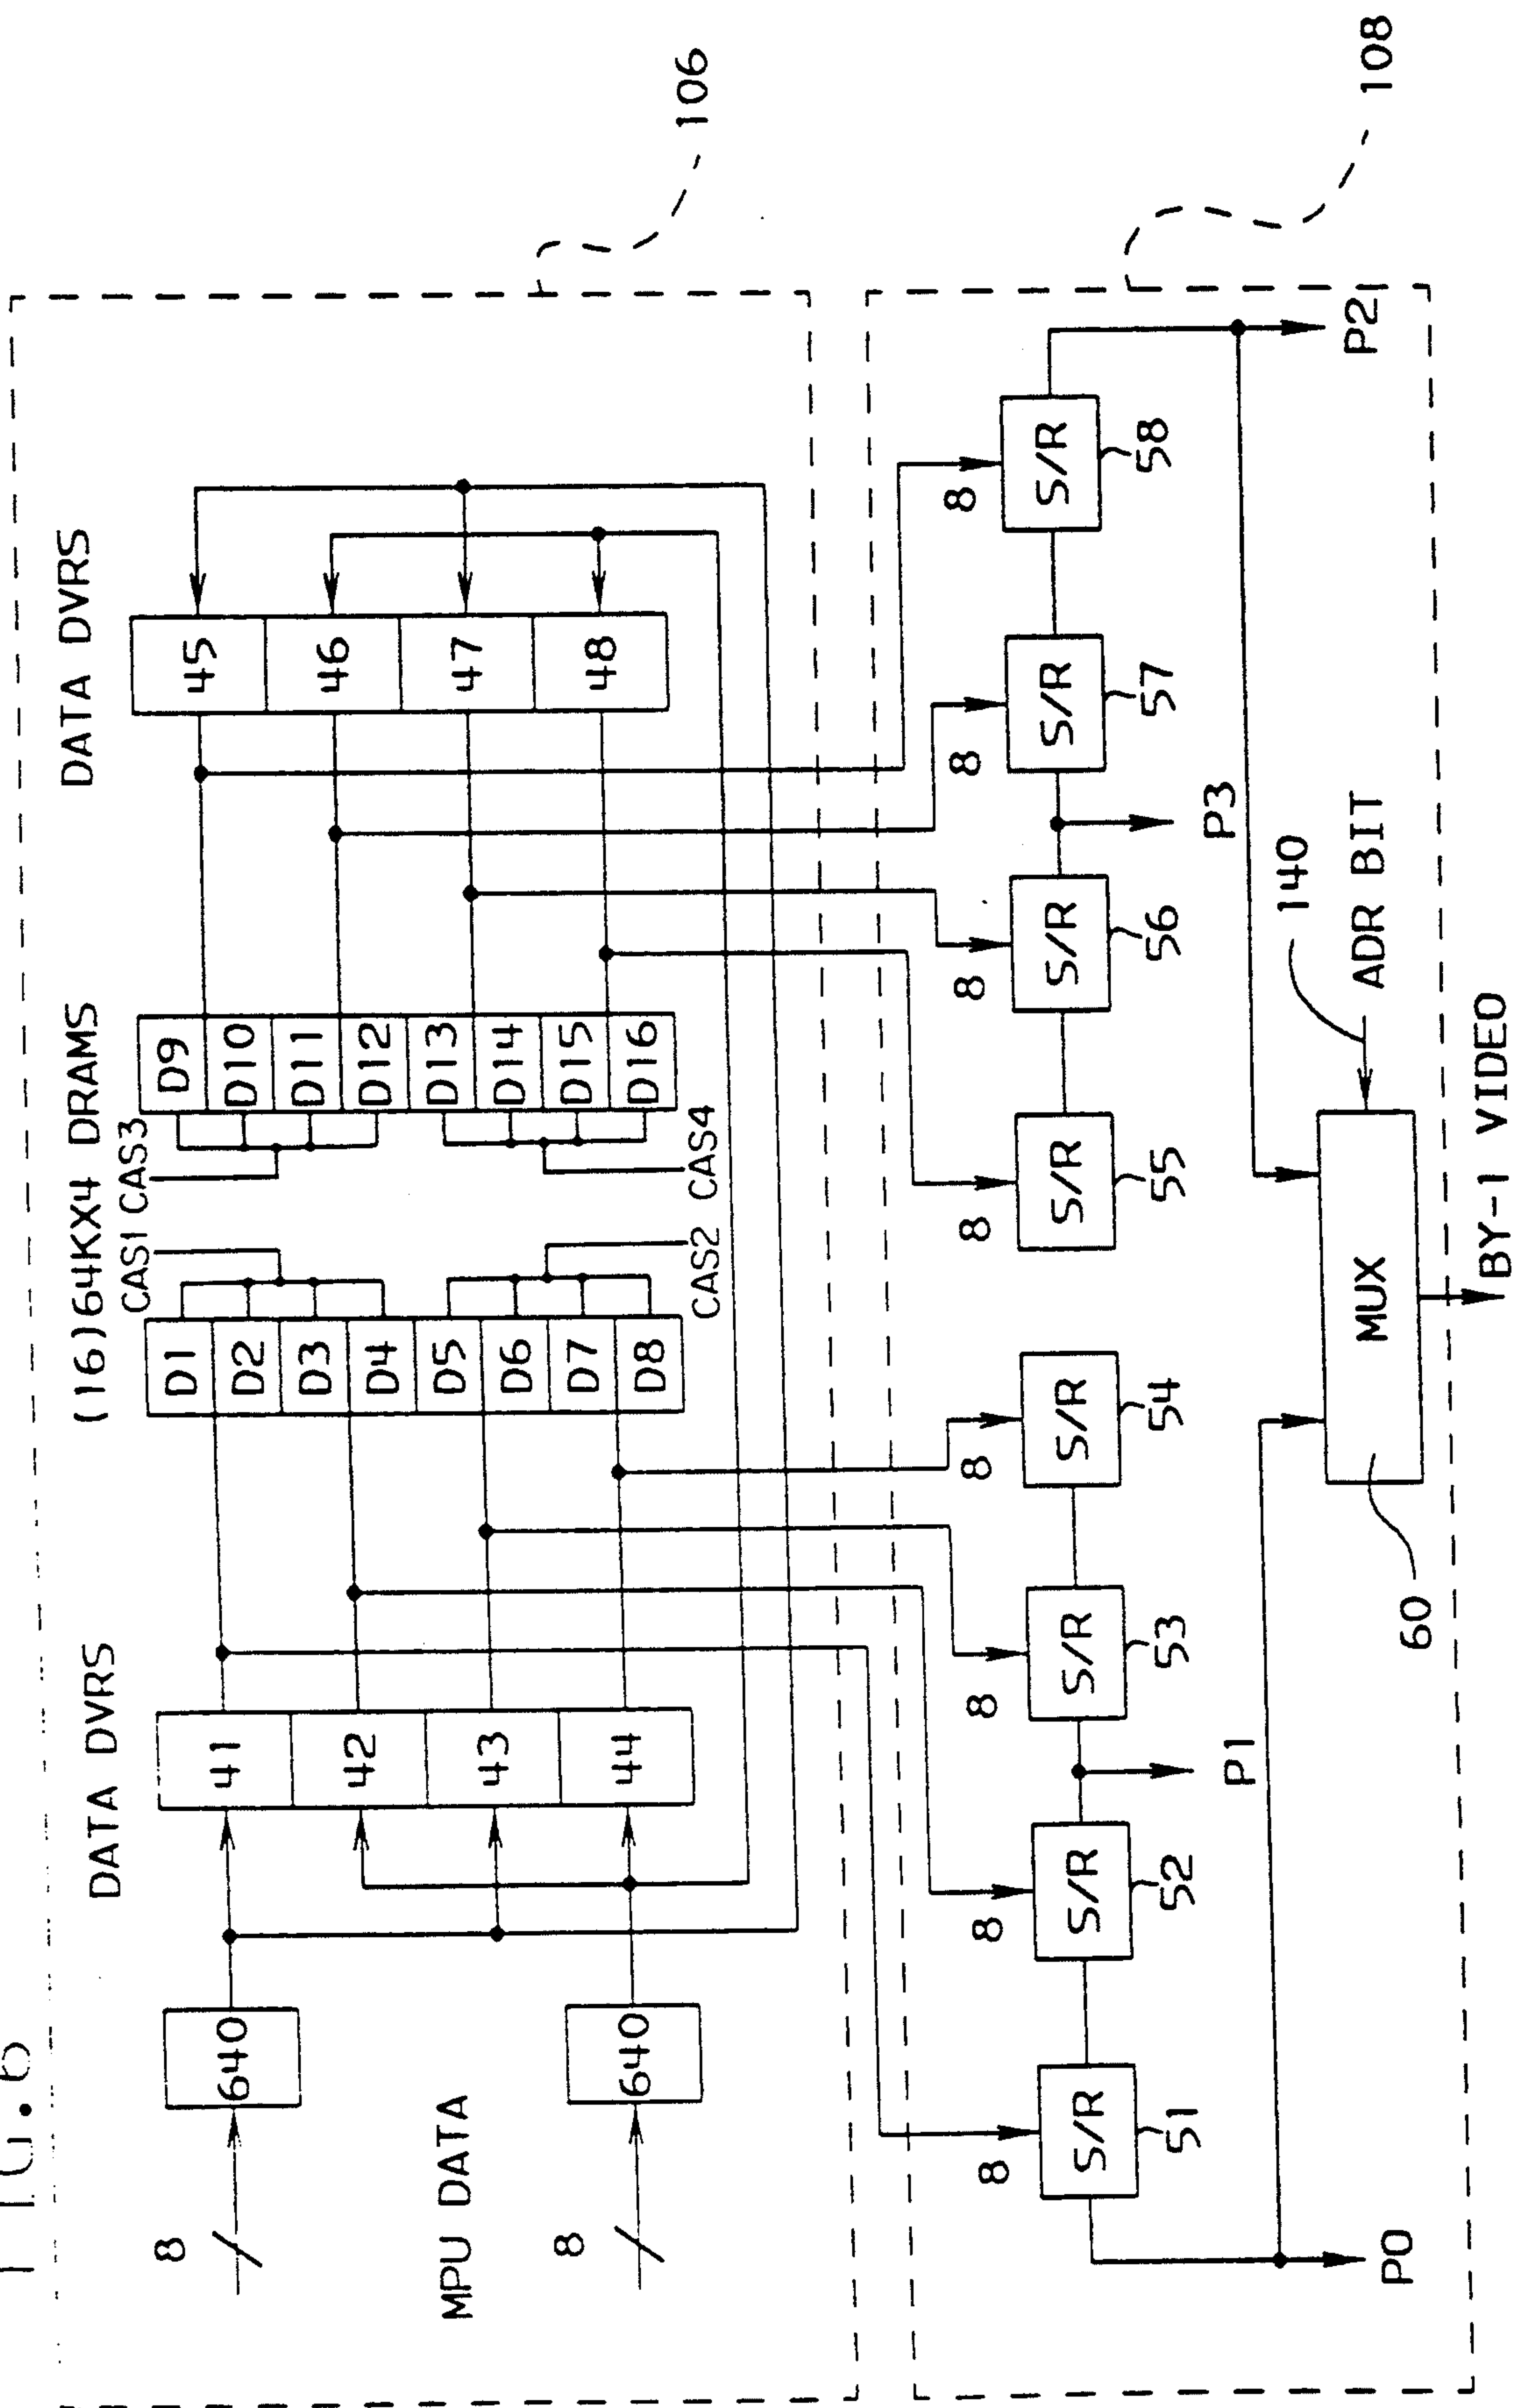 FIG.6
DATA DVRS
(16)64KX4 DRAMS
DATA DVRS
CAS1 CAS3
640
41
42
43
44
D1
D2
D3
D4
D5
D6
D7
D8
D9
D10
D11
D12
D13
D14
D15
D16
45
46
47
48
8
8
640
MPU DATA
CAS2 CAS4
106
8
8
8
8
8
8
8
8
S/R
S/R
S/R
S/R
S/R
S/R
S/R
S/R
51
52
53
54
55
56
57
58
P1
P3
P0
P2
140
ADR BIT
MUX
60
BY-1 VIDEO
108